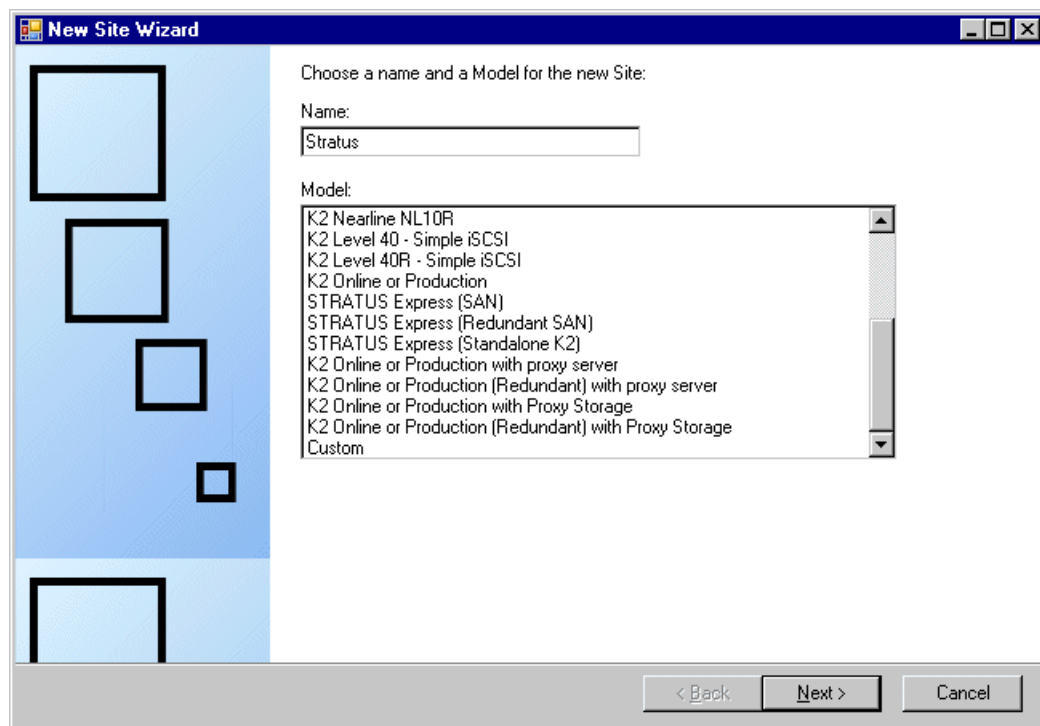 New Site Wizard
Choose a name and a Model for the new Site:
Name:
Stratus
Model:
K2 Nearline NL10R
K2 Level 40 - Simple iSCSI
K2 Level 40R - Simple iSCSI
K2 Online or Production
STRATUS Express (SAN)
STRATUS Express (Redundant SAN)
STRATUS Express (Standalone K2)
K2 Online or Production with proxy server
K2 Online or Production (Redundant) with proxy server
K2 Online or Production with Proxy Storage
K2 Online or Production (Redundant) with Proxy Storage
Custom
< Back
Next >
Cancel